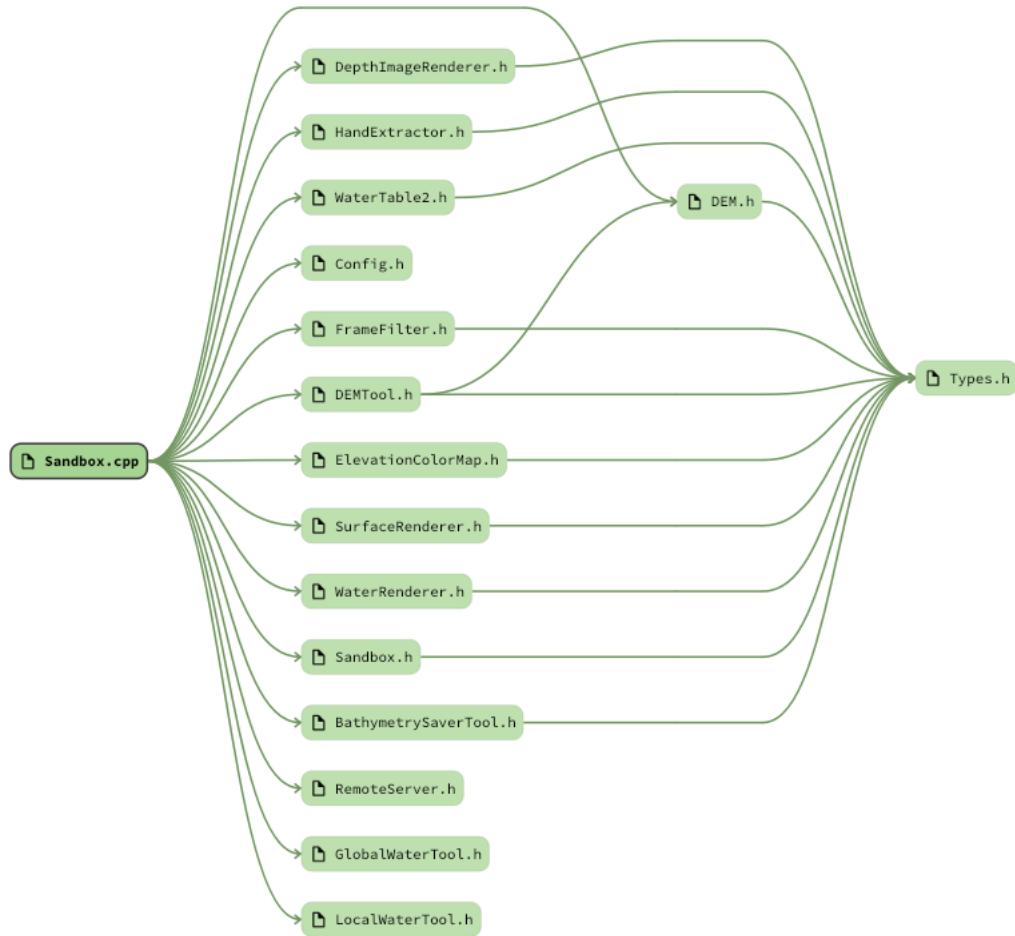 DepthImageRenderer.h
HandExtractor.h
WaterTable2.h
DEM.h
Config.h
FrameFilter.h
Types.h
DEMTool.h
Sandbox.cpp
ElevationColorMap.h
SurfaceRenderer.h
WaterRenderer.h
Sandbox.h
BathymetrySaverTool.h
RemoteServer.h
GlobalWaterTool.h
LocalWaterTool.h